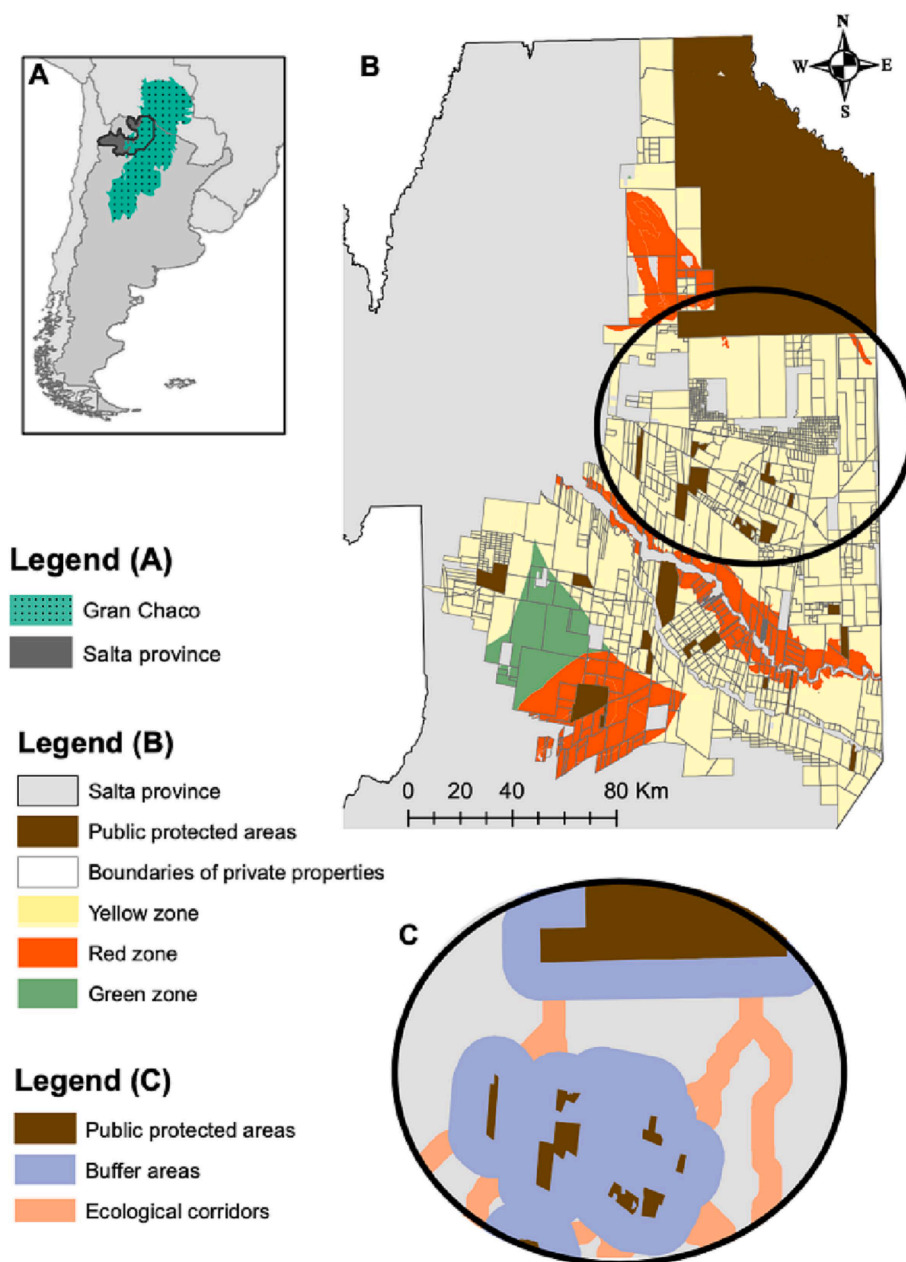 A
B
N
W
E
S
Legend (A)
Gran Chaco
Salta province
Legend (B)
Salta province
Public protected areas
Boundaries of private properties
Yellow zone
Red zone
Green zone
0 20 40 80 Km
C
Legend (C)
Public protected areas
Buffer areas
Ecological corridors